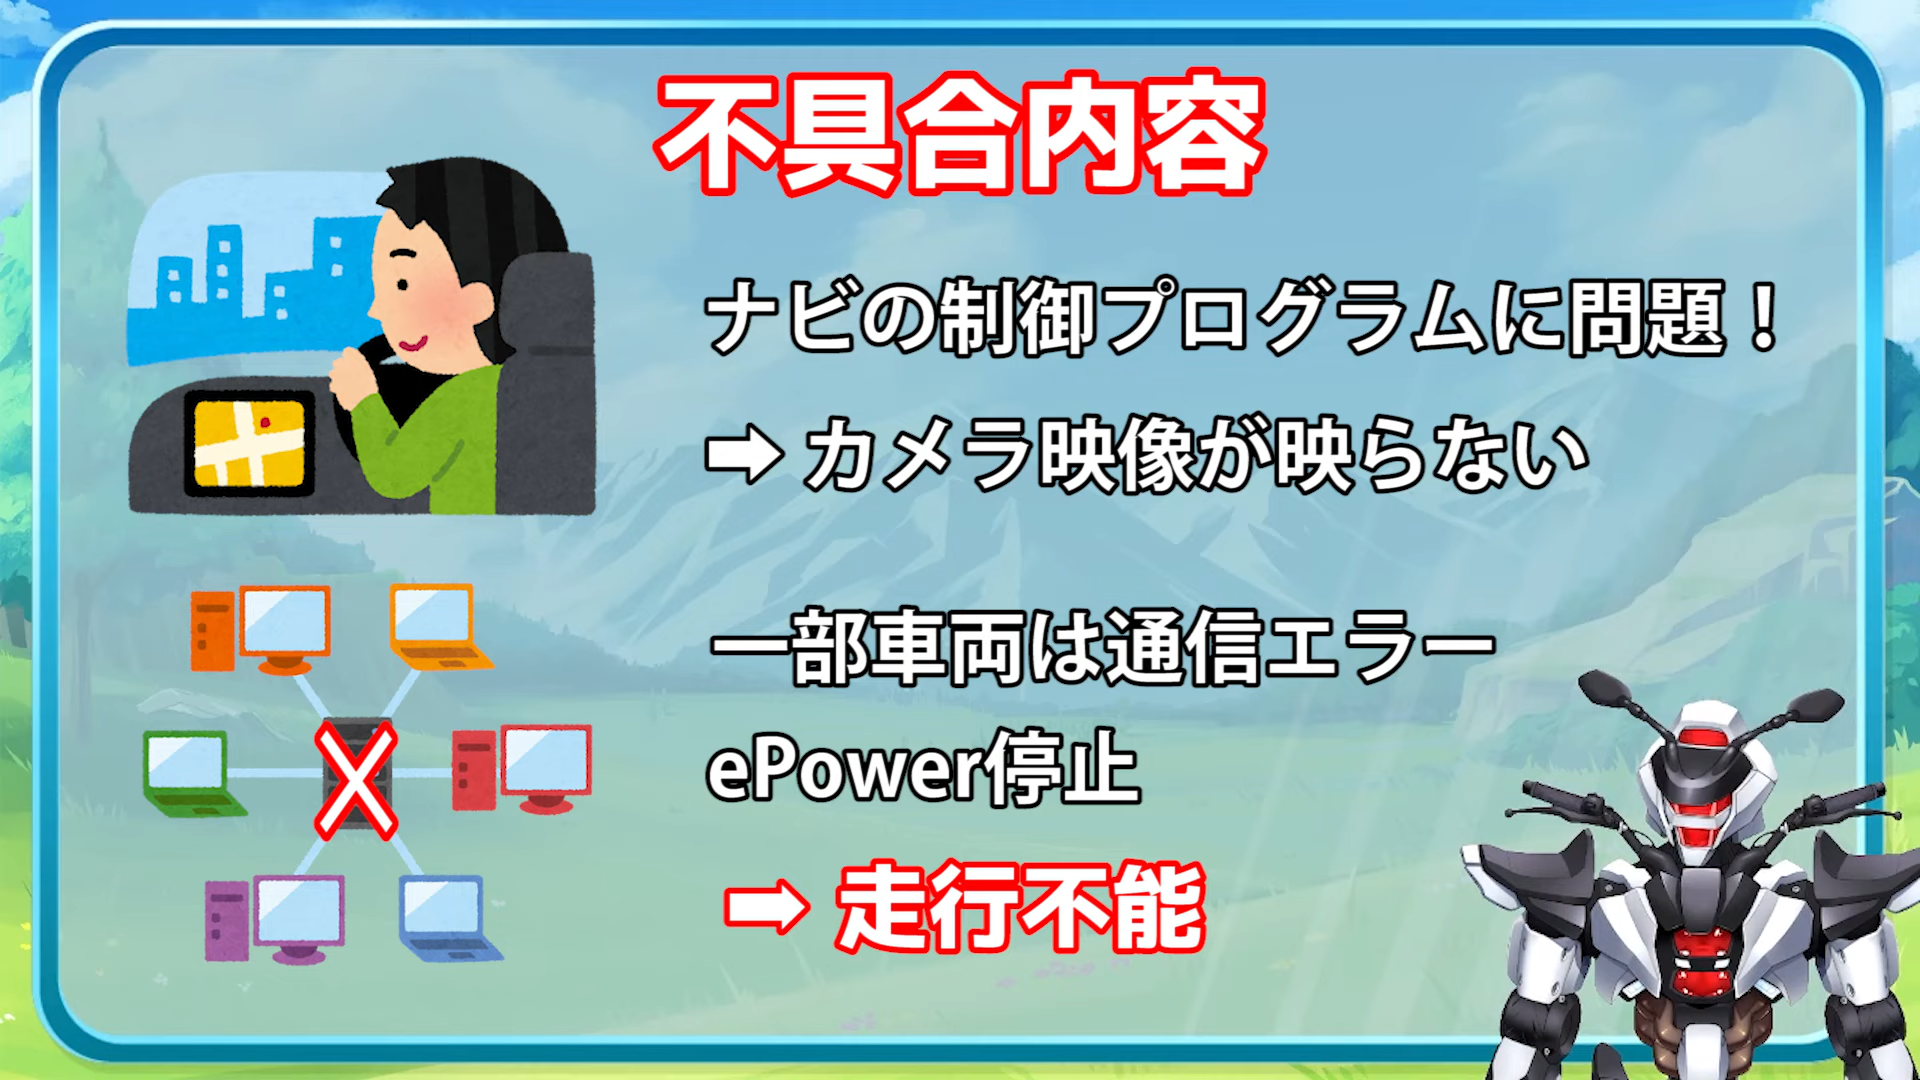 不具合内容
ナビの制御プログラムに問題！
➡ カメラ映像が映らない
一部車両は通信エラー
ePower停止
➡ 走行不能